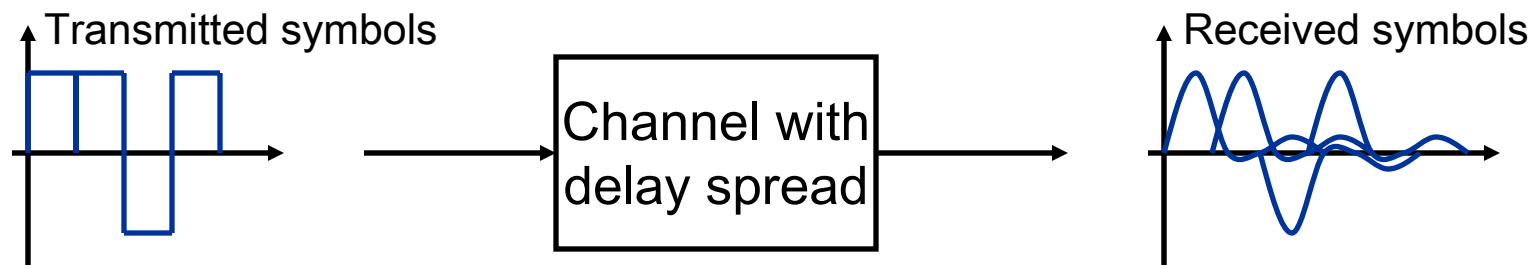 Transmitted symbols
Channel with
delay spread
Received symbols